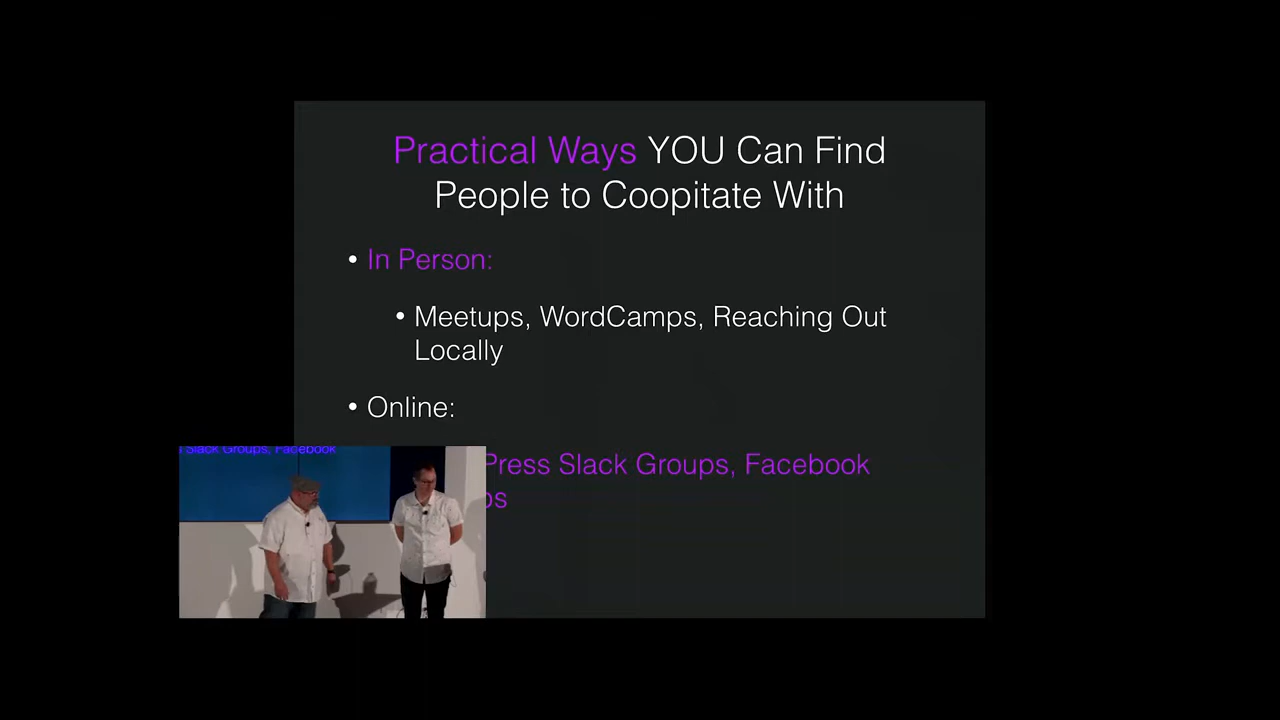 Practical Ways YOU Can Find
People to Coopitate With
• In Person:
• Meetups, WordCamps, Reaching Out
Locally
• Online:
Press Slack Groups, Facebook
Slack Groups, Facebook